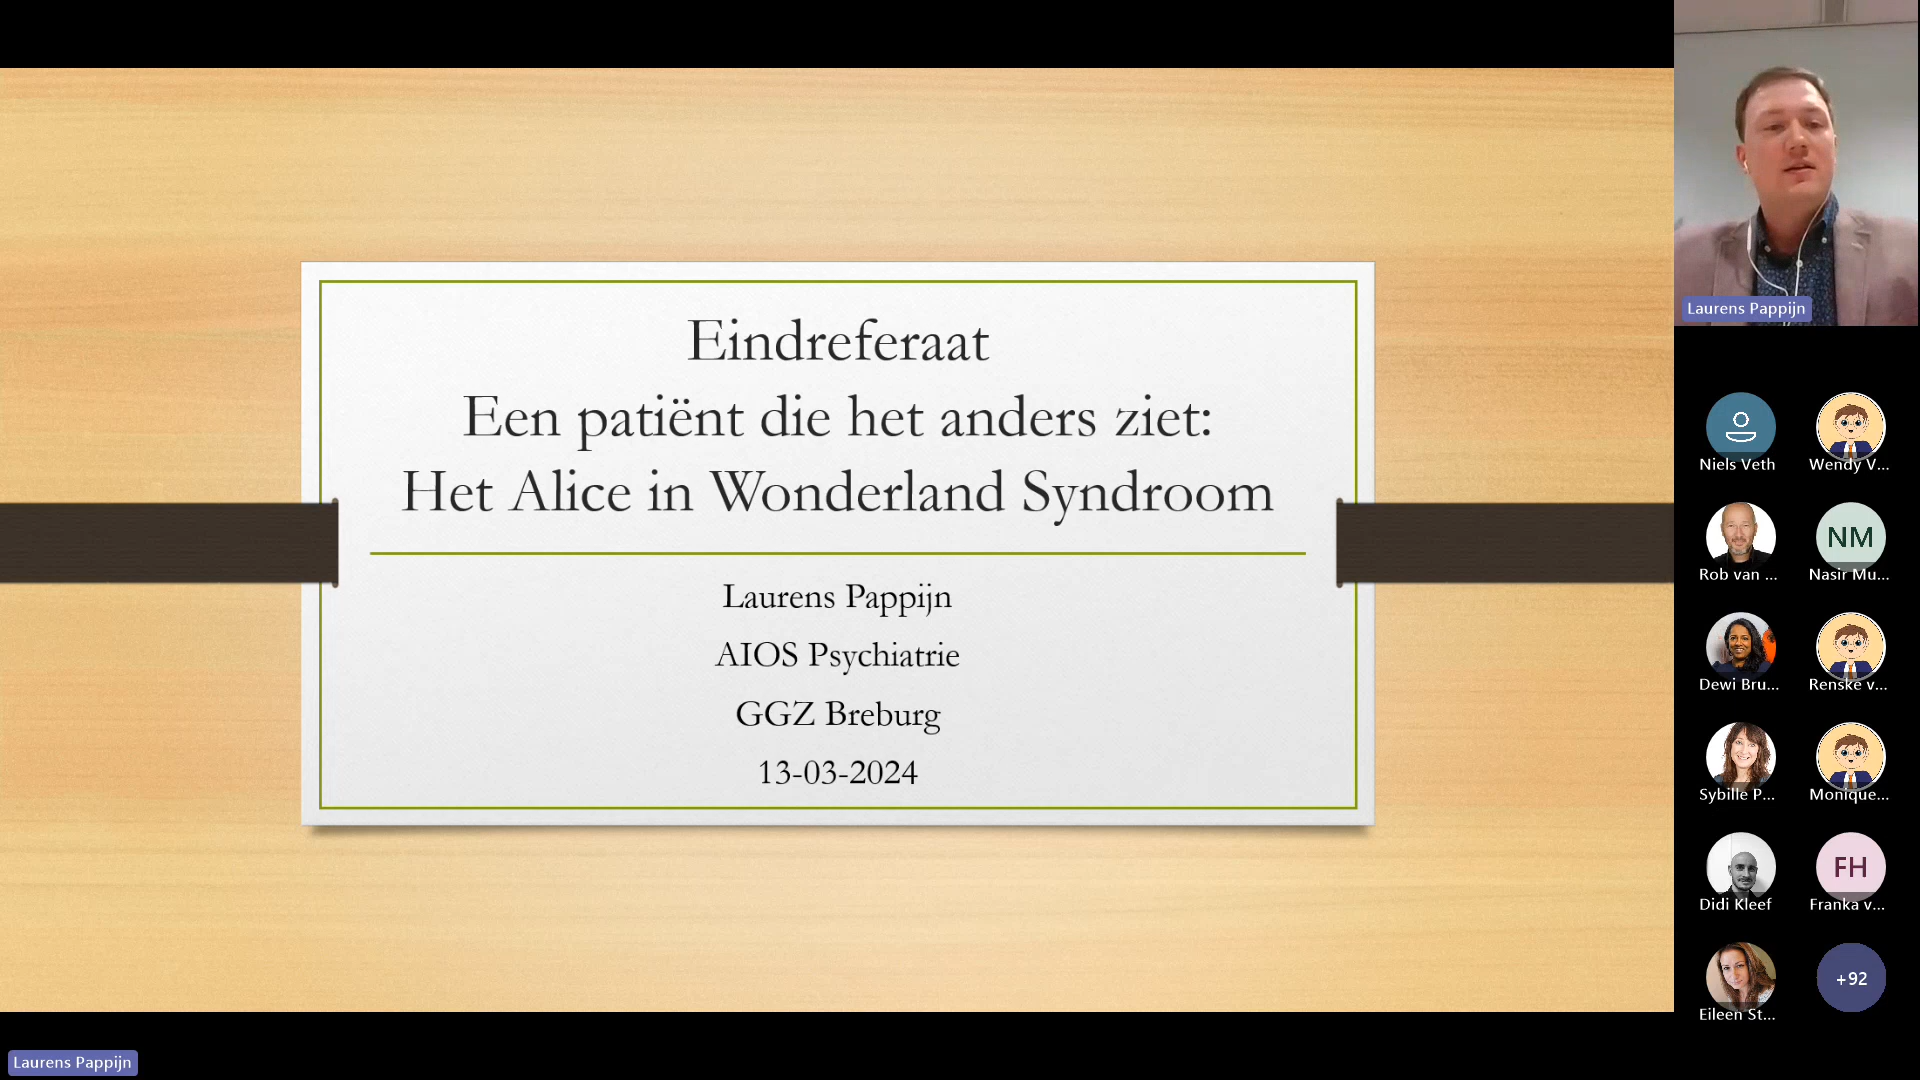 Eindreferaat
Een patiënt die het anders ziet:
Het Alice in Wonderland Syndroom
Laurens Pappijn
AIOS Psychiatrie
GGZ Breburg
13-03-2024
Laurens Pappijn
Niels Veth
Wendy V...
Rob van ...
NM
Nasir Mu...
Dewi Bru...
Renske v...
Sybille P...
Monique...
Didi Kleef
FH
Franka v...
Eileen St...
+92
Laurens Pappijn